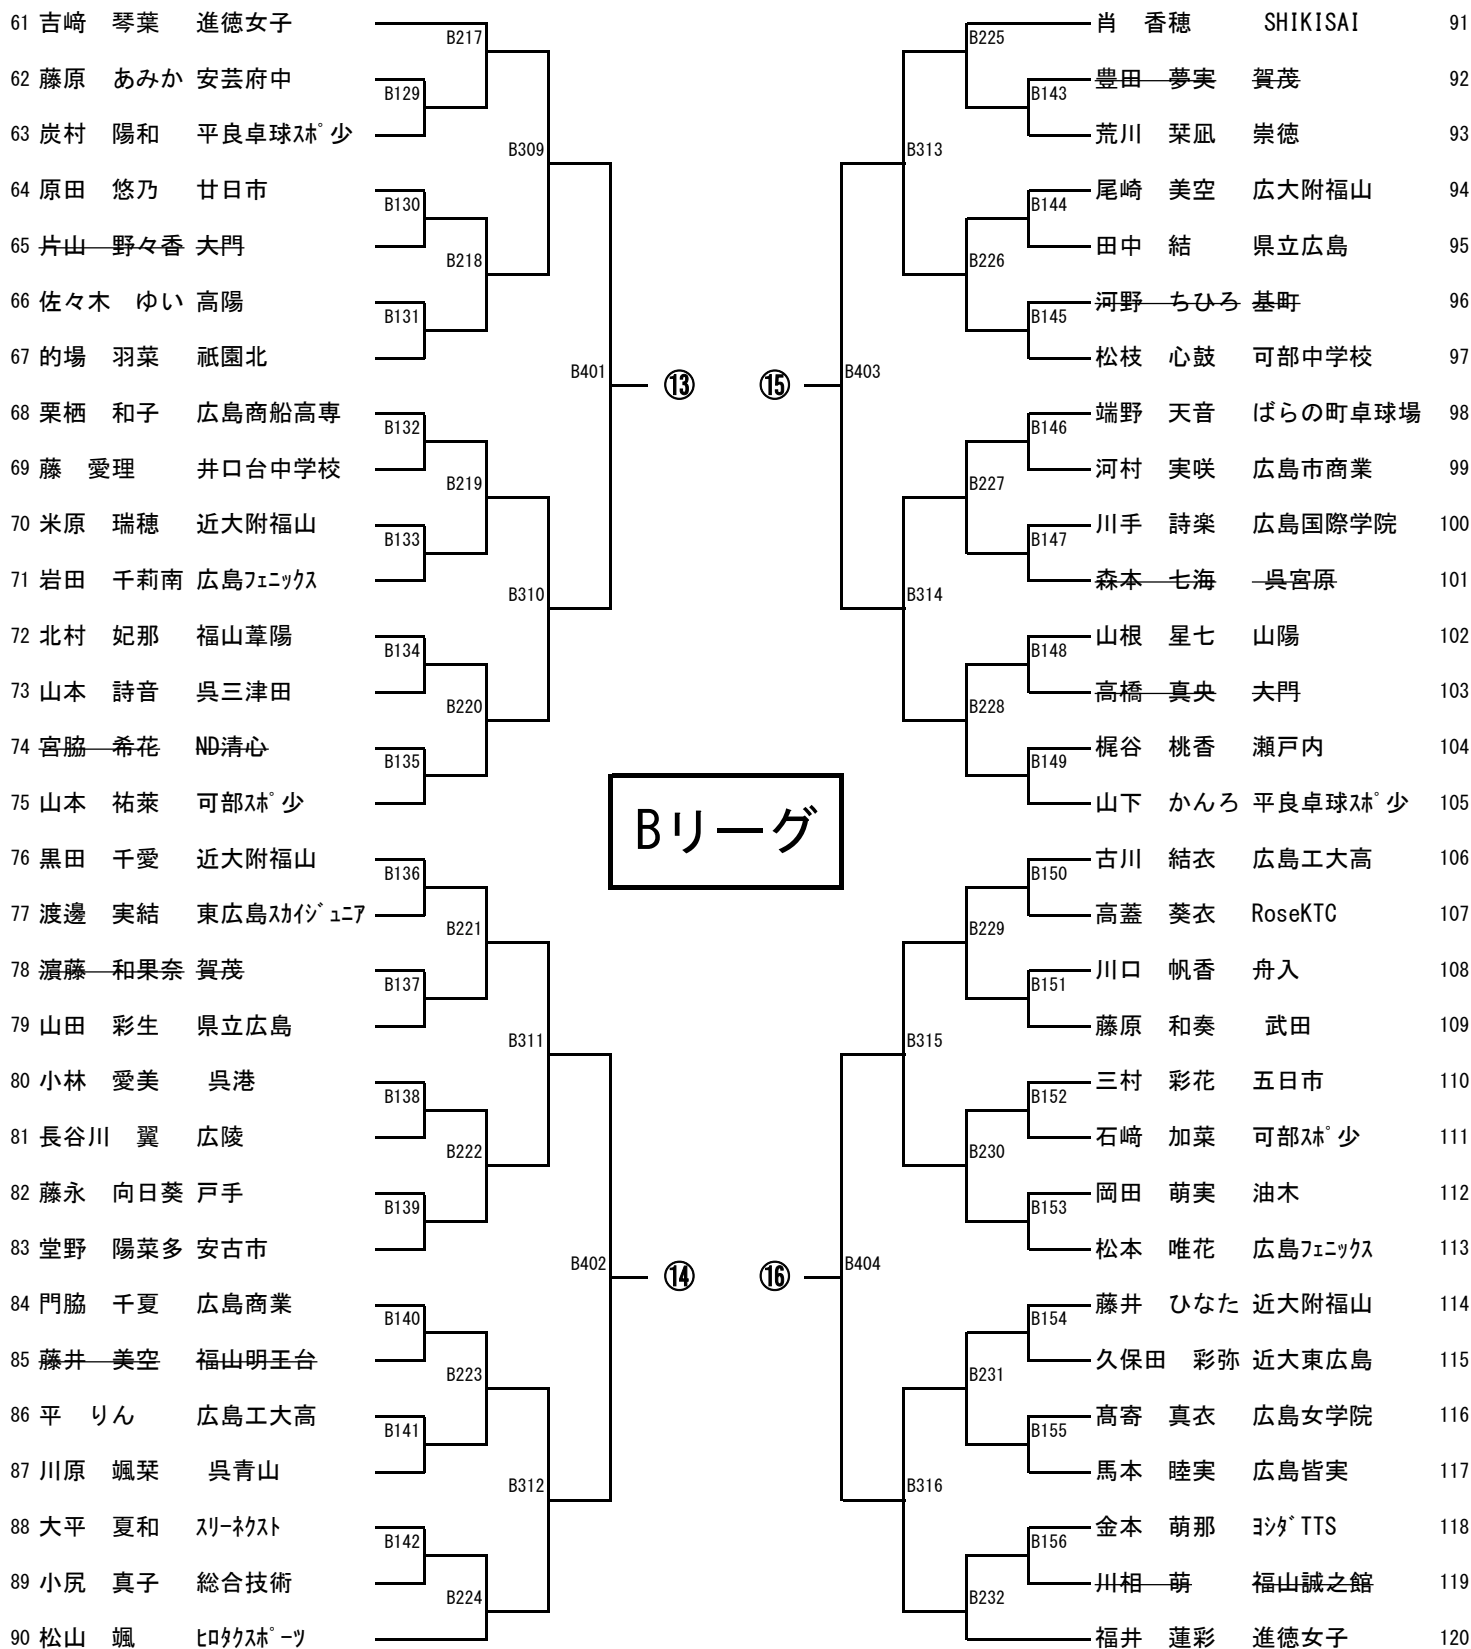 61 吉﨑 琴葉 進徳女子
B217
62 藤原 あみか 安芸府中
B129
63 炭村 陽和 平良卓球ｽﾎﾟ少
B309
64 原田 悠乃 廿日市
B130
65 片山 野々香 大門
B218
66 佐々木 ゆい 高陽
B131
67 的場 羽菜 祇園北
B401
⑬
68 栗栖 和子 広島商船高専
B132
69 藤 愛理 井口台中学校
B219
70 米原 瑞穂 近大附福山
B133
71 岩田 千莉南 広島ﾌｪﾆｯｸｽ
B310
72 北村 妃那 福山葦陽
B134
73 山本 詩音 呉三津田
B220
74 宮脇 希花 ND清心
B135
75 山本 祐萊 可部ｽﾎﾟ少
76 黒田 千愛 近大附福山
B136
77 渡邊 実結 東広島ｽｶｲｼﾞｭﾆｱ
B221
78 濵藤 和果奈 賀茂
B137
79 山田 彩生 県立広島
B311
80 小林 愛美 呉港
B138
81 長谷川 翼 広陵
B222
82 藤永 向日葵 戸手
B139
83 堂野 陽菜多 安古市
B402
⑭
84 門脇 千夏 広島商業
B140
85 藤井 美空 福山明王台
B223
86 平 りん 広島工大高
B141
87 川原 颯栞 呉青山
B312
88 大平 夏和 ｽﾘｰﾈｸｽﾄ
B142
89 小尻 真子 総合技術
B224
90 松山 颯 ﾋﾛﾀｸｽﾎﾟｰﾂ
Bリーグ
肖 香穂 SHIKISAI 91
B225
豊田 夢実 賀茂 92
B143
荒川 栞凪 崇徳 93
B313
尾崎 美空 広大附福山 94
B144
田中 結 県立広島 95
B226
河野 ちひろ 基町 96
B145
松枝 心鼓 可部中学校 97
⑮
B403
端野 天音 ばらの町卓球場 98
B146
河村 実咲 広島市商業 99
B227
川手 詩楽 広島国際学院 100
B147
森本 七海 呉宮原 101
B314
山根 星七 山陽 102
B148
高橋 真央 大門 103
B228
梶谷 桃香 瀬戸内 104
B149
山下 かんろ 平良卓球ｽﾎﾟ少 105
古川 結衣 広島工大高 106
B150
高蓋 葵衣 RoseKTC 107
B229
川口 帆香 舟入 108
B151
藤原 和奏 武田 109
B315
三村 彩花 五日市 110
B152
石﨑 加菜 可部ｽﾎﾟ少 111
B230
岡田 萌実 油木 112
B153
松本 唯花 広島ﾌｪﾆｯｸｽ 113
⑯
B404
藤井 ひなた 近大附福山 114
B154
久保田 彩弥 近大東広島 115
B231
髙寄 真衣 広島女学院 116
B155
馬本 睦実 広島皆実 117
B316
金本 萌那 ﾖｼﾀﾞTTS 118
B156
川相 萌 福山誠之館 119
B232
福井 蓮彩 進徳女子 120